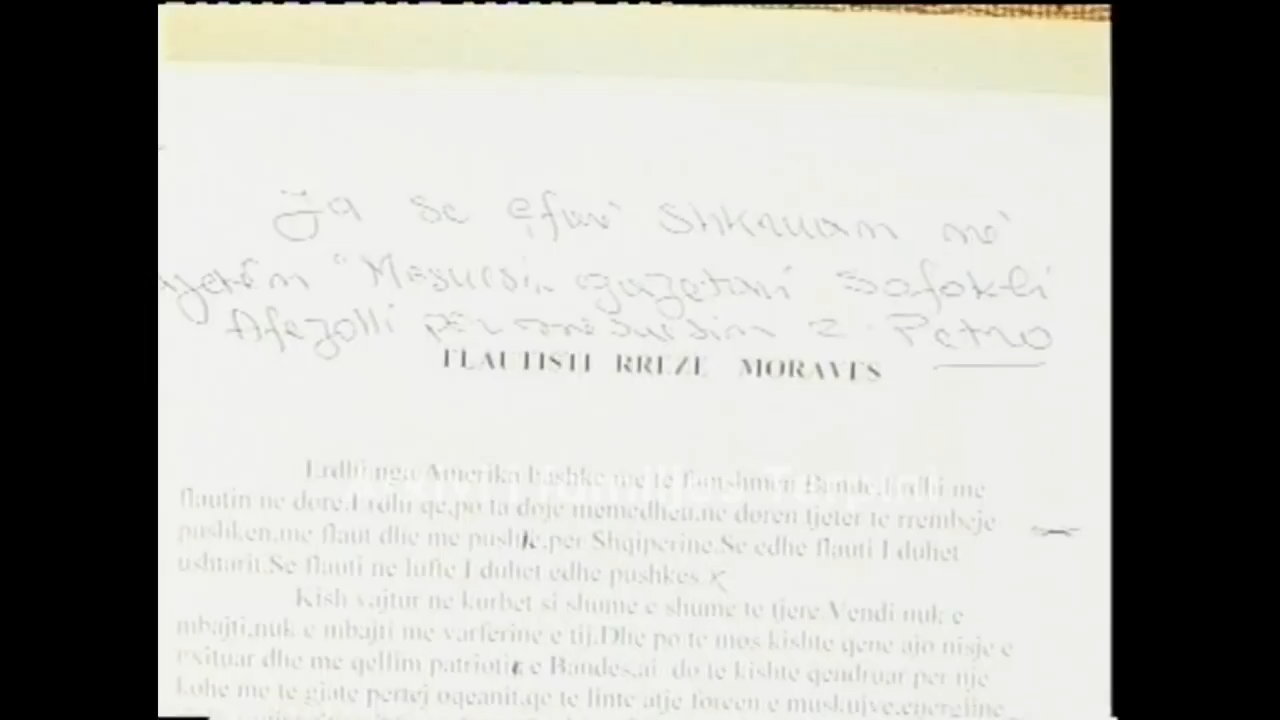 Ja se çfarë shkruan në
"Mesuesi" gazetari Sofokli
Afezolli për mësuesin z. Petro
FLAUTISTI RREZE MORAVES
Erdhi nga Amerika bashke me te famshmen Bande.Erdhi me
flautin ne dore.Erdhi qe,po ta doje memedheu,ne doren tjeter te rrembeje
pushken,me flaut dhe me pushke,per Shqiperine.Se edhe flauti I duhet
ushtarit.Se flauti ne lufte I duhet edhe pushkes.
Kish vajtur ne kurbet si shume e shume te tjere.Vendi nuk e
mbajti,nuk e mbajti me varferine e tij.Dhe po te mos kishte qene ajo nisje e
exituar dhe me qellim patriotik e Bandes,ai do te kishte qendruar per nje
kohe me te gjate pertej oqeanit,qe te linte atje forcen e muskujve,energjine